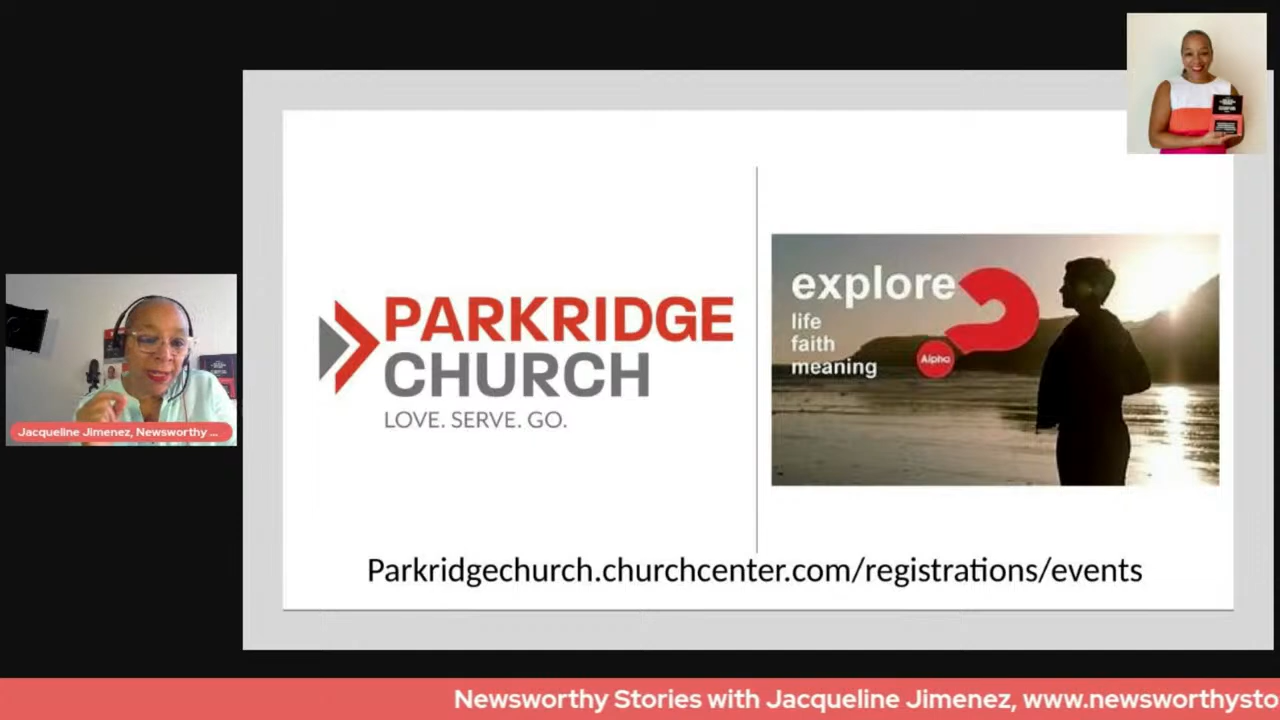 PARKRIDGE
CHURCH
LOVE. SERVE. GO.
explore
life
faith
meaning
Alpha
Jacqueline Jimenez, Newsworthy ...
Parkridgechurch.churchcenter.com/registrations/events
Newsworthy Stories with Jacqueline Jimenez, www.newsworthysto